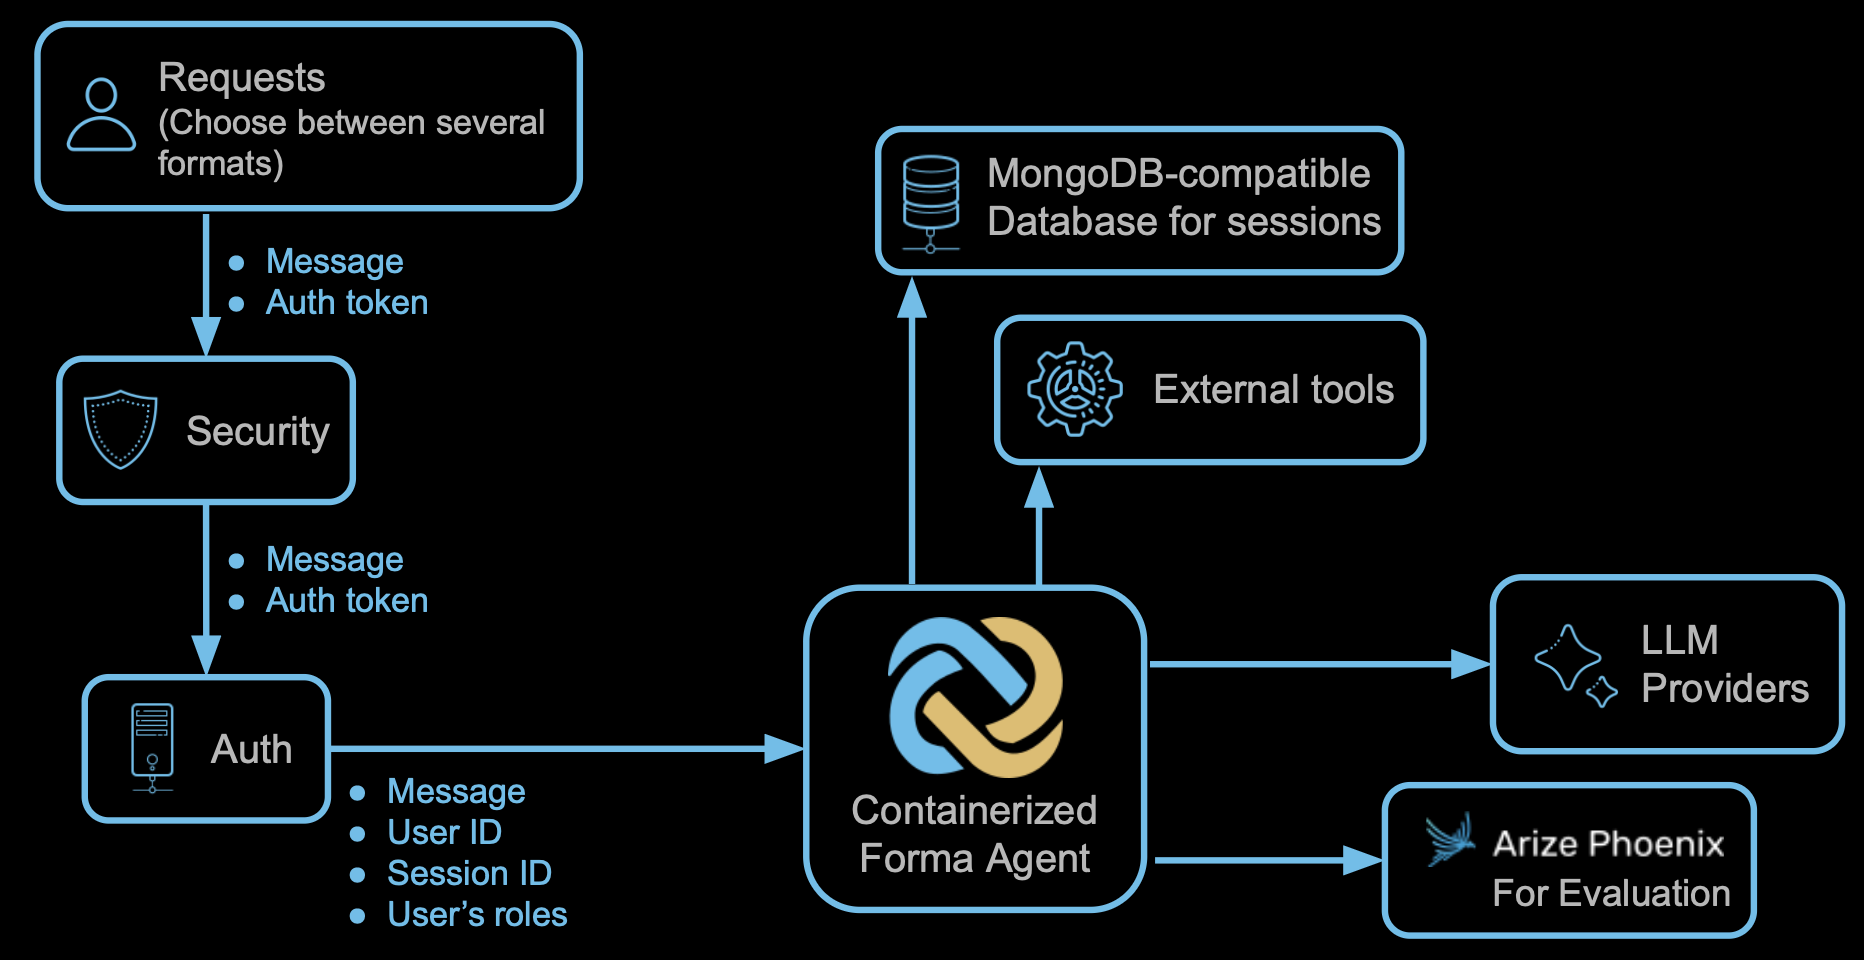 Requests
(Choose between several
formats)
● Message
● Auth token
Security
● Message
● Auth token
Auth
● Message
● User ID
● Session ID
● User’s roles
MongoDB-compatible
Database for sessions
External tools
Containerized
Forma Agent
LLM
Providers
Arize Phoenix
For Evaluation